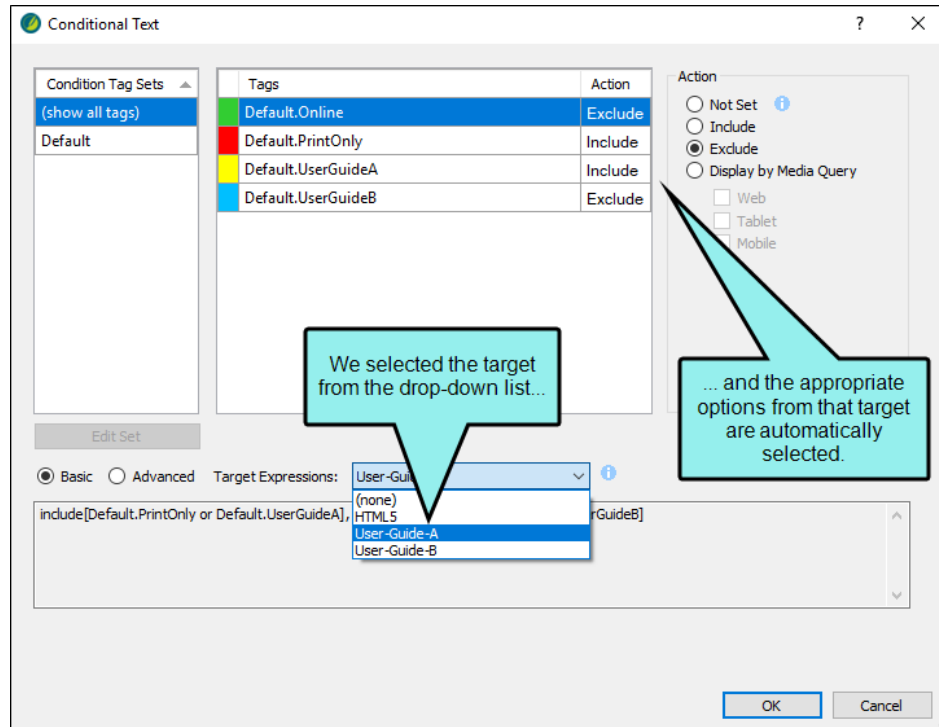 Conditional Text
?
Condition Tag Sets
(show all tags)
Default
Tags Action
Default.Online Exclude
Default.PrintOnly Include
Default.UserGuideA Include
Default.UserGuideB Exclude
Action
Not Set
Include
Exclude
Display by Media Query
Web
Tablet
Mobile
We selected the target
from the drop-down list...
... and the appropriate
options from that target
are automatically
selected.
Edit Set
Basic Advanced Target Expressions:
(none)
HTML5
User-Guide-A
User-Guide-B
include[Default.PrintOnly or Default.UserGuideA],
OK Cancel